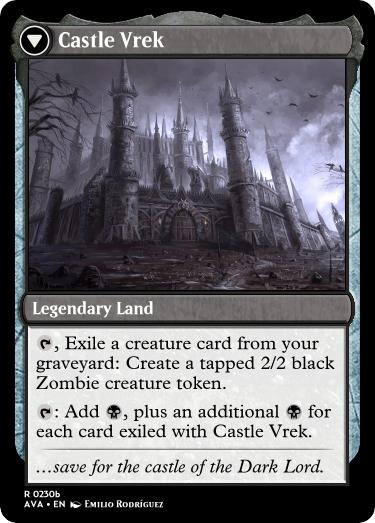 Castle Vrek
Legendary Land
, Exile a creature card from your
graveyard: Create a tapped 2/2 black
Zombie creature token.
: Add , plus an additional for
each card exiled with Castle Vrek.
…save for the castle of the Dark Lord.
R 0230b
AVA • EN Emilio Rodríguez